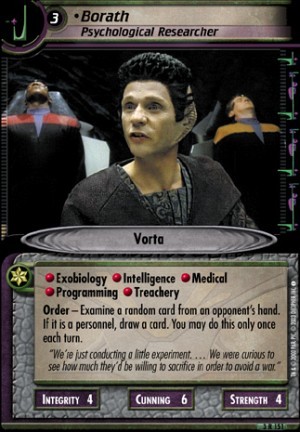 3
• Borath
Psychological Researcher
Vorta
• Exobiology • Intelligence • Medical
• Programming • Treachery
Order – Examine a random card from an opponent's hand.
If it is a personnel, draw a card. You may do this only once
each turn.
"We're just conducting a little experiment. . . . We were curious to
see how much they'd be willing to sacrifice in order to avoid a war."
INTEGRITY 4 CUNNING 6 STRENGTH 4